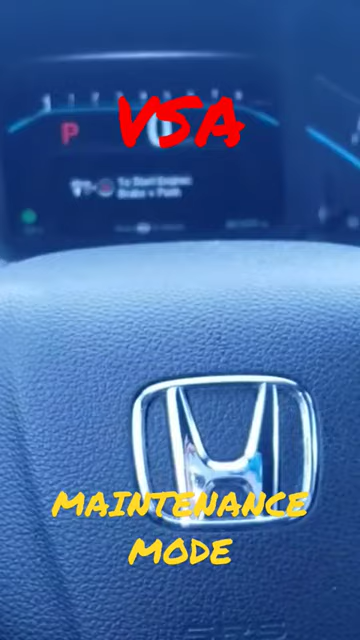 VSA
P
To Start Engine:
Brake + Push
MAINTENANCE
MODE